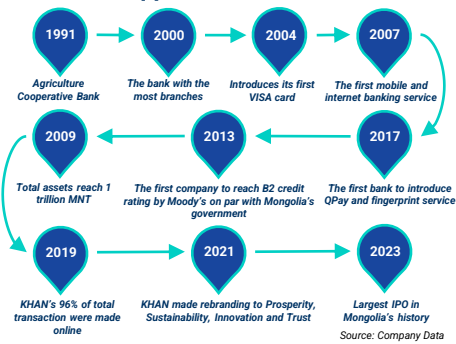 1991
2000
2004
2007
Agriculture
Cooperative Bank
The bank with the
most branches
Introduces its first
VISA card
The first mobile and
internet banking service
2009
2013
2017
Total assets reach 1
trillion MNT
The first company to reach B2 credit
rating by Moody's on par with Mongolia's
government
The first bank to introduce
QPay and fingerprint service
2019
2021
2023
KHAN's 96% of total
transaction were made
online
KHAN made rebranding to Prosperity,
Sustainability, Innovation and Trust
Largest IPO in
Mongolia's history
Source: Company Data